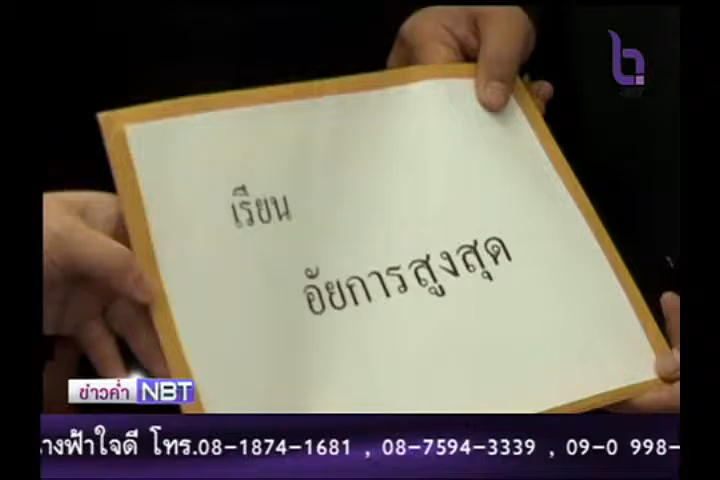 เรียน
อัยการสูงสุด
ข่าวค่ำ NBT
างฟ้าใจดี โทร.08-1874-1681 , 08-7594-3339 , 09-0 998-